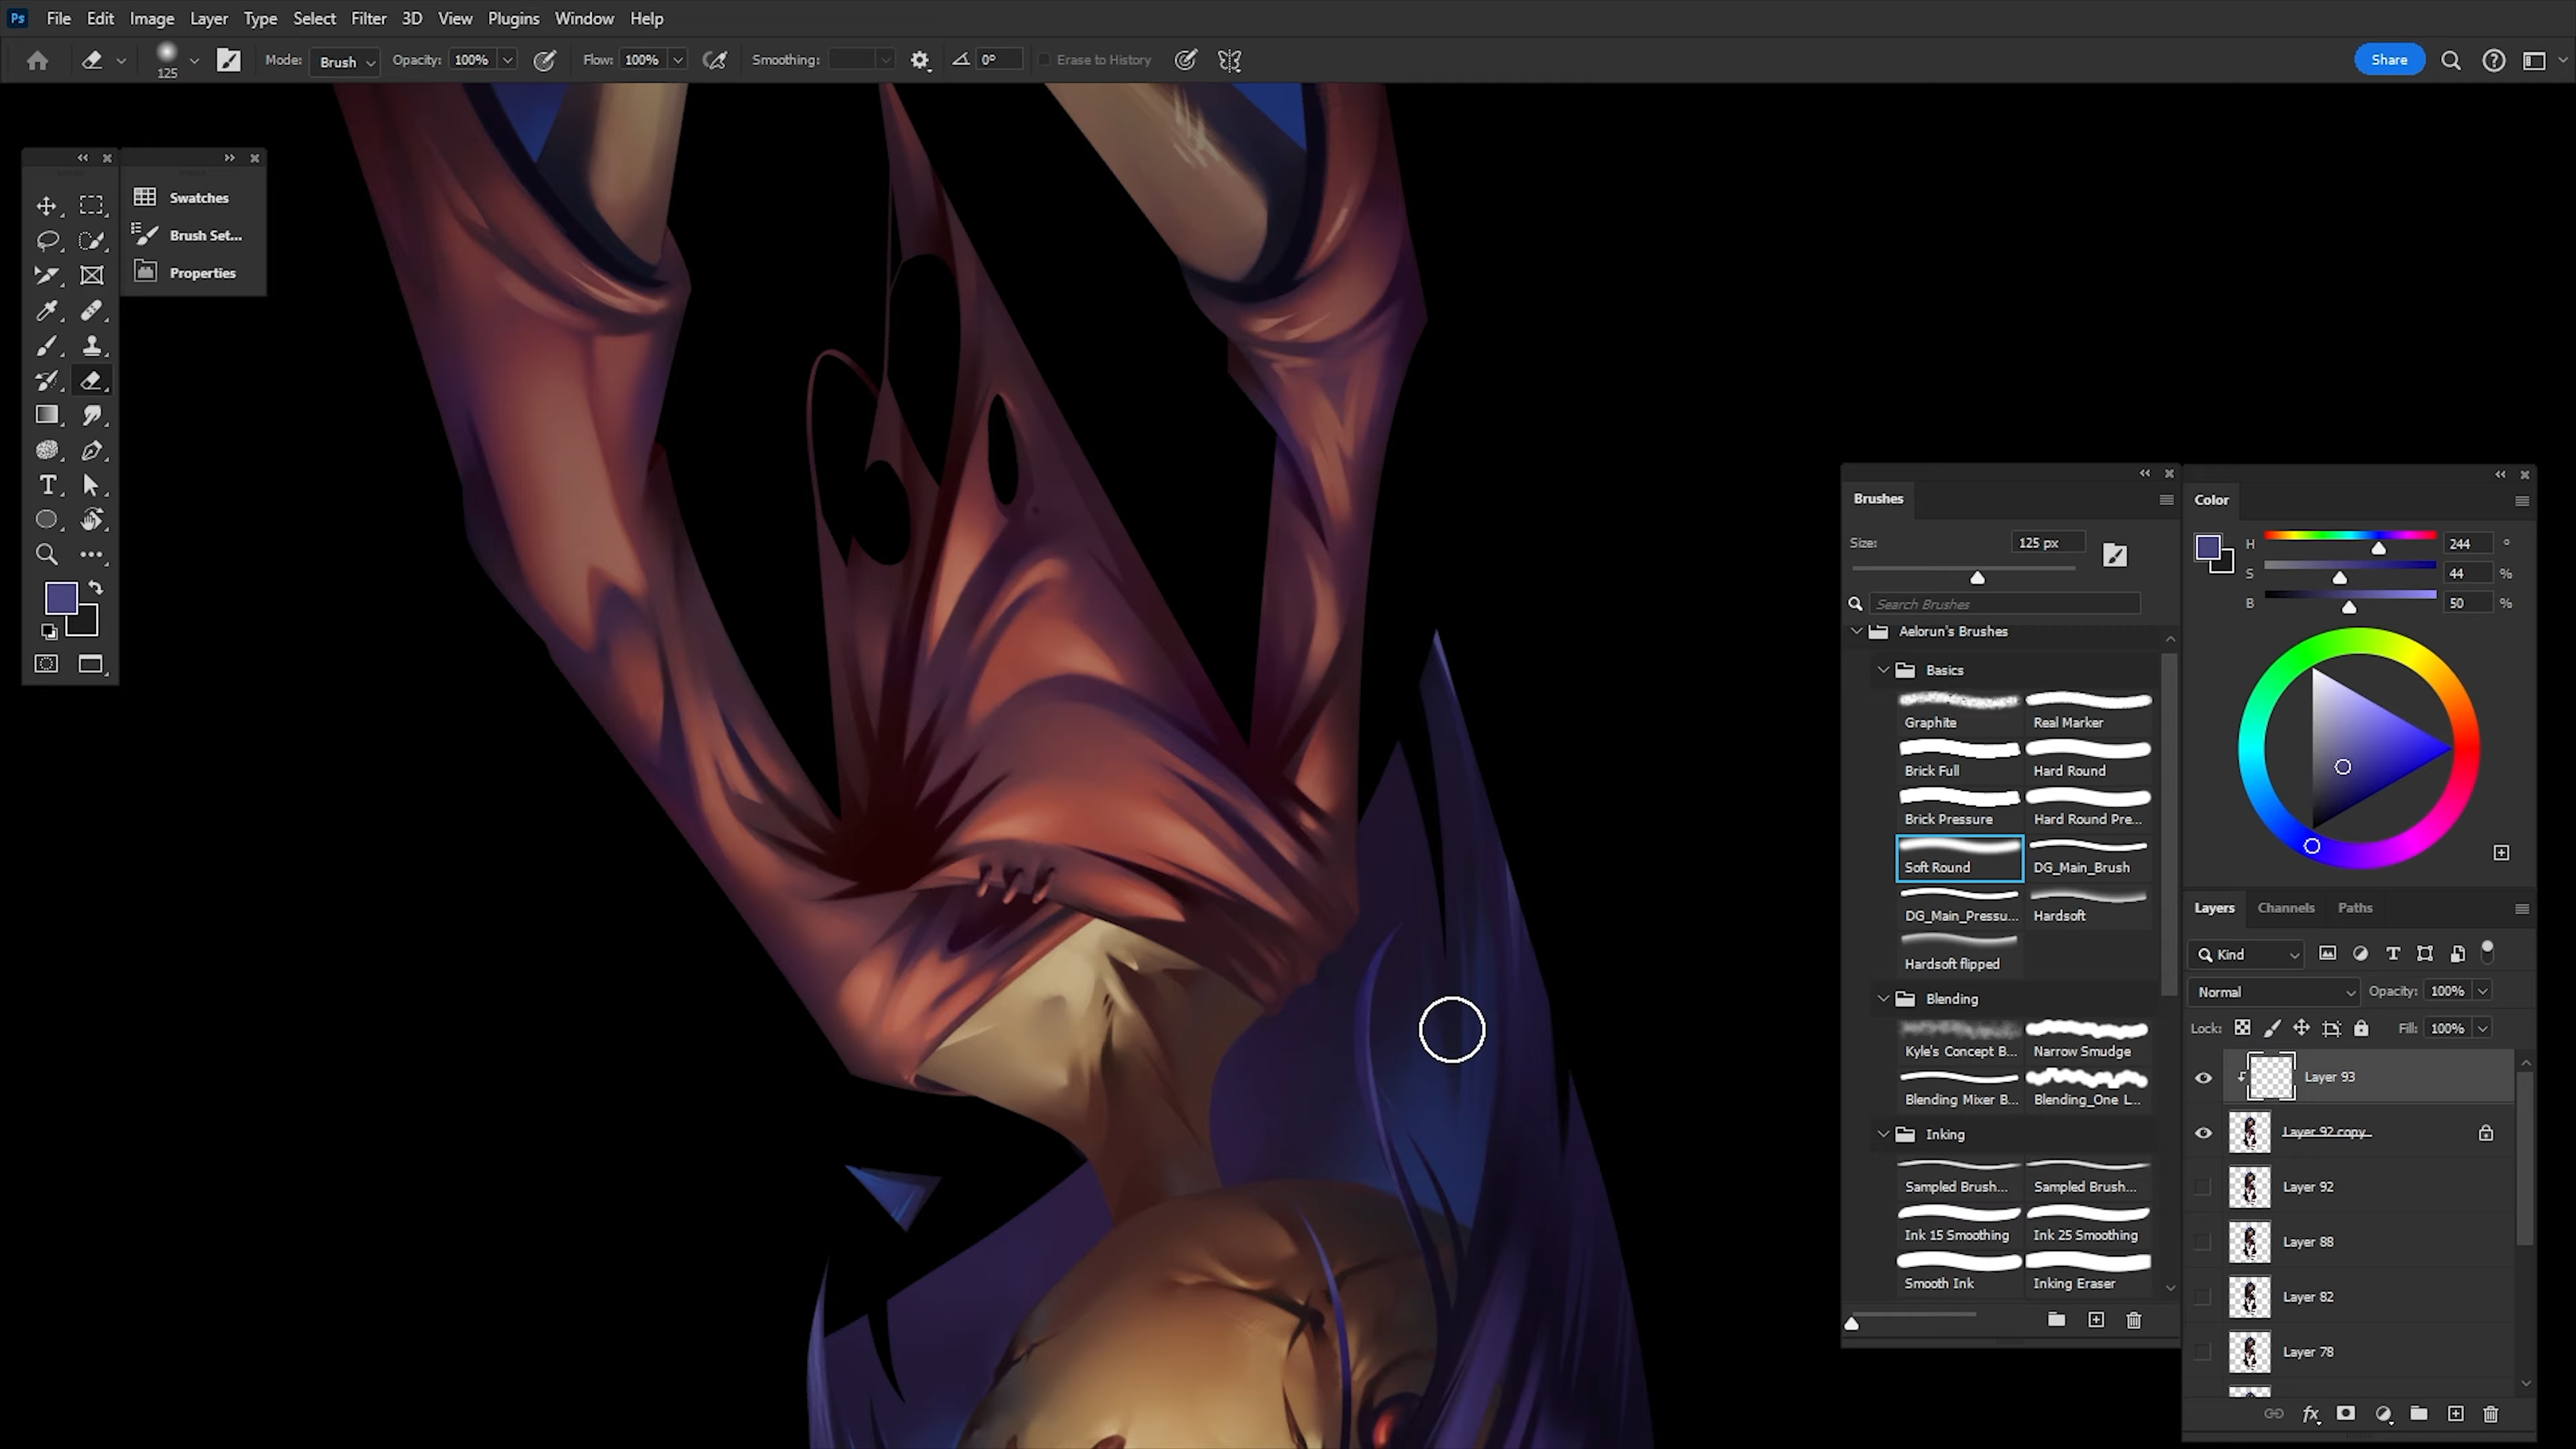 Ps File Edit Image Layer Type Select Filter 3D View Plugins Window Help
125 Mode: Brush Opacity: 100% Flow: 100% Smoothing: 0° Erase to History Share
Swatches
Brush Set...
Properties
T
Brushes
Size: 125 px
Search Brushes
Aelorun's Brushes
Basics
Graphite Real Marker
Brick Full Hard Round
Brick Pressure Hard Round Pre...
Soft Round DG_Main_Brush
DG_Main_Pressu... Hardsoft
Hardsoft flipped
Blending
Kyle's Concept B... Narrow Smudge
Blending Mixer B... Blending_One L...
Inking
Sampled Brush... Sampled Brush...
Ink 15 Smoothing Ink 25 Smoothing
Smooth Ink Inking Eraser
Color
H 244 °
S 44 %
B 50 %
Layers Channels Paths
Kind T
Normal Opacity: 100%
Lock: Fill: 100%
Layer 93
Layer 92 copy
Layer 92
Layer 88
Layer 82
Layer 78
fx